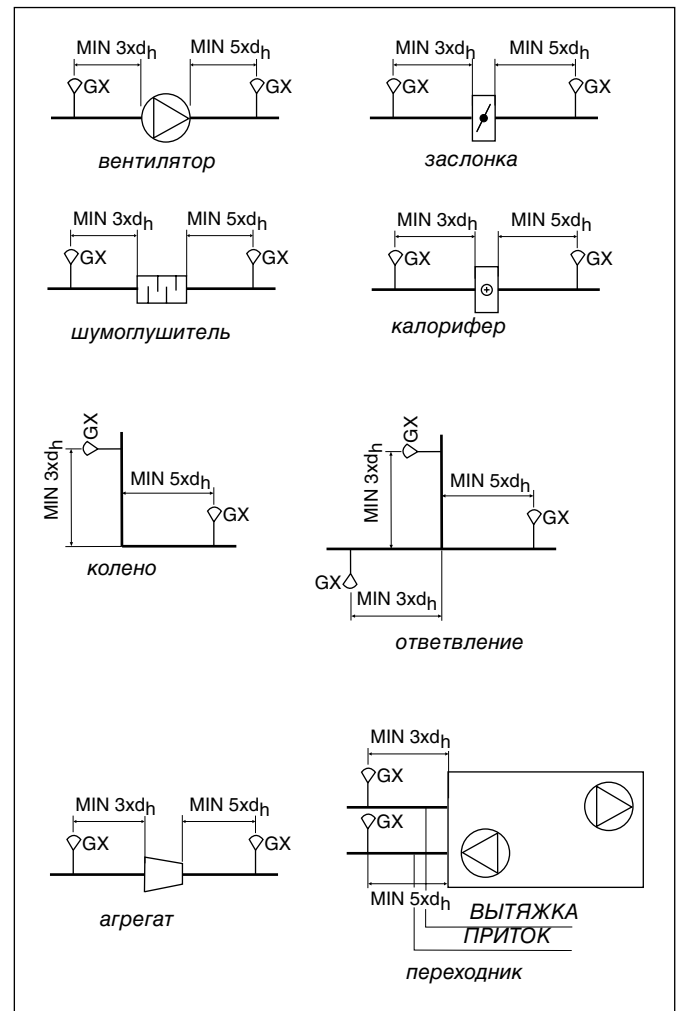 MIN 3xdh MIN 5xdh
GX GX
вентилятор
MIN 3xdh MIN 5xdh
GX GX
заслонка
MIN 3xdh MIN 5xdh
GX GX
шумоглушитель
MIN 3xdh MIN 5xdh
GX GX
калорифер
GX
MIN 3xdh
MIN 5xdh
GX
колено
GX
MIN 3xdh
MIN 5xdh
GX
GX
MIN 3xdh
ответвление
MIN 3xdh MIN 5xdh
GX GX
агрегат
MIN 3xdh
GX
GX
MIN 5xdh
ВЫТЯЖКА
ПРИТОК
переходник